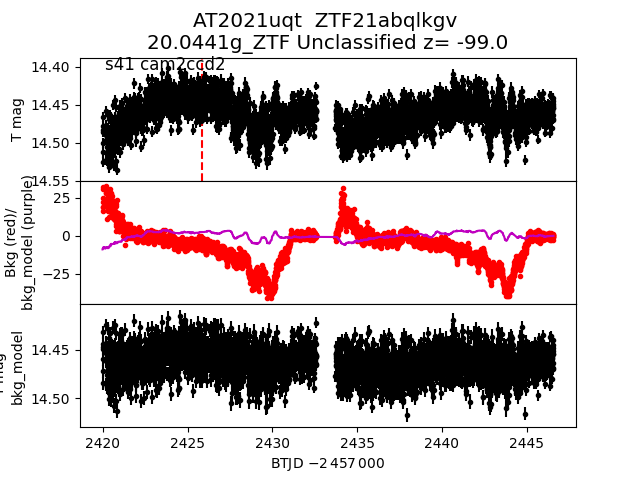 AT2021uqt  ZTF21abqlkgv
20.0441g_ZTF Unclassified z= -99.0
s41 cam2ccd2
14.40
14.45
14.50
14.55
T mag
25
0
−25
Bkg (red)/
bkg_model (purple)
14.45
14.50
bkg_model
2420
2425
2430
2435
2440
2445
BTJD −2 457 000